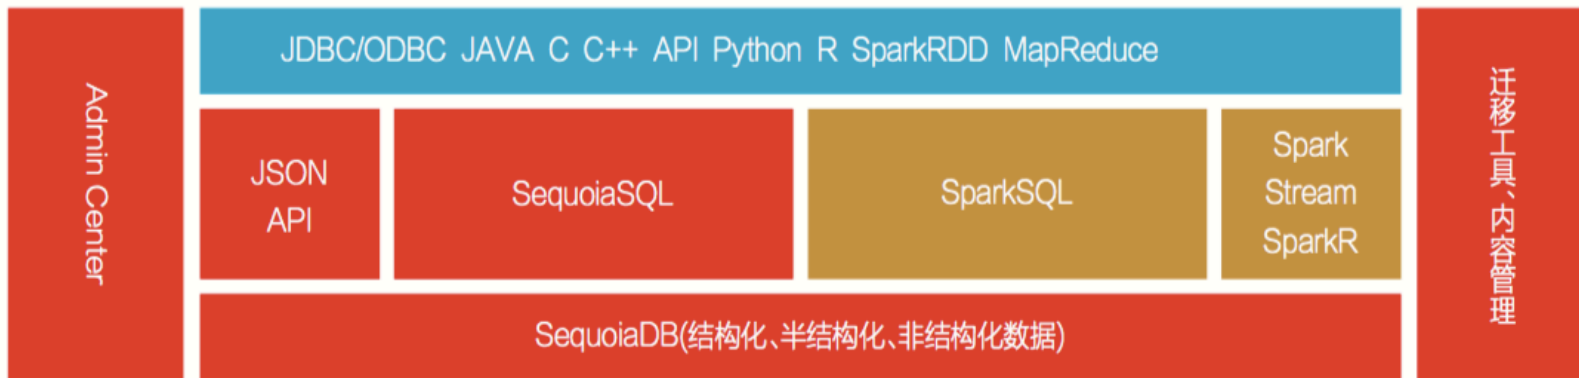 Admin Center
JDBC/ODBC JAVA C C++ API Python R SparkRDD MapReduce
JSON
API
SequoiaSQL
SparkSQL
Spark
Stream
SparkR
SequoiaDB(结构化、半结构化、非结构化数据)
迁移工具、内容管理